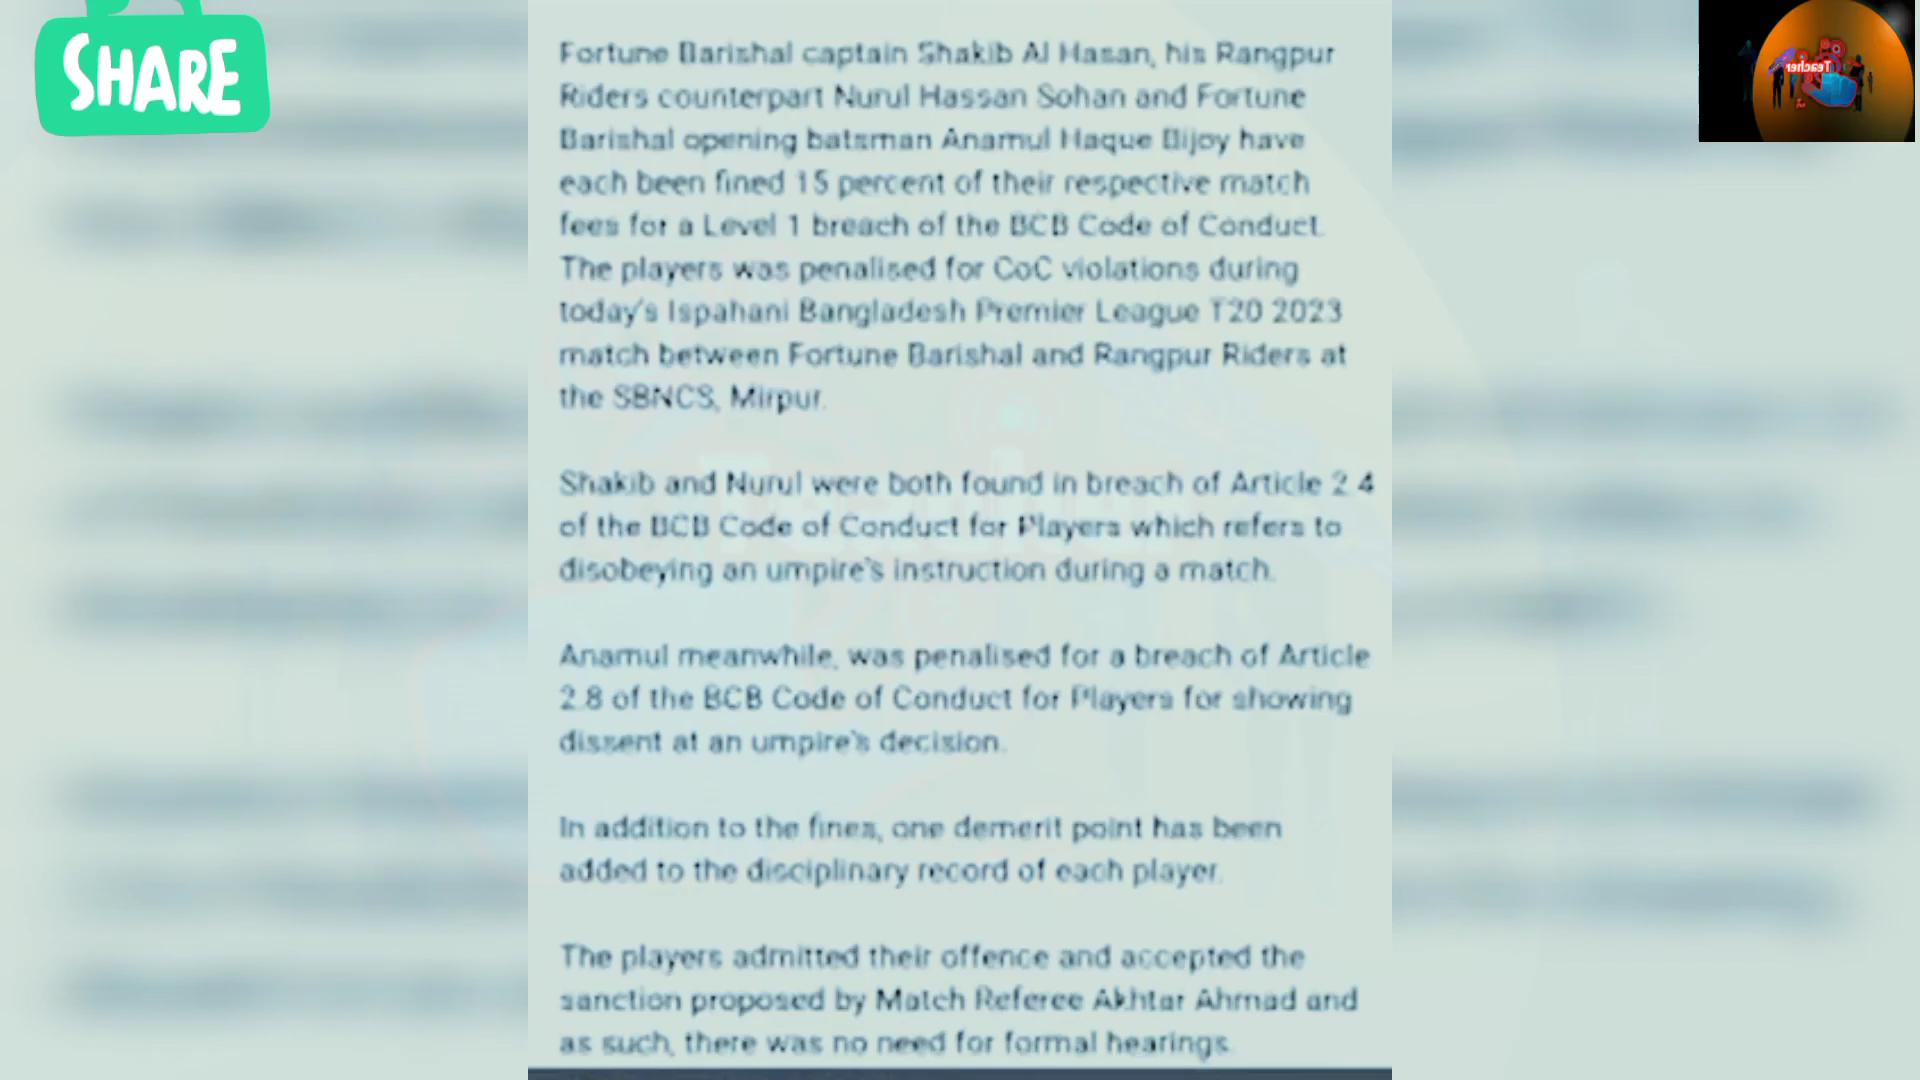 SHARE
Teacher
Fortune Barishal captain Shakib Al Hasan, his Rangpur
Riders counterpart Nurul Hassan Sohan and Fortune
Barishal opening batsman Anamul Haque Bijoy have
each been fined 15 percent of their respective match
fees for a Level 1 breach of the BCB Code of Conduct.
The players was penalised for CoC violations during
today's Ispahani Bangladesh Premier League T20 2023
match between Fortune Barishal and Rangpur Riders at
the SBNCS, Mirpur.
Shakib and Nurul were both found in breach of Article 2.4
of the BCB Code of Conduct for Players which refers to
disobeying an umpire's instruction during a match.
Anamul meanwhile, was penalised for a breach of Article
2.8 of the BCB Code of Conduct for Players for showing
dissent at an umpire's decision.
In addition to the fines, one demerit point has been
added to the disciplinary record of each player.
The players admitted their offence and accepted the
sanction proposed by Match Referee Akhtar Ahmad and
as such, there was no need for formal hearings.